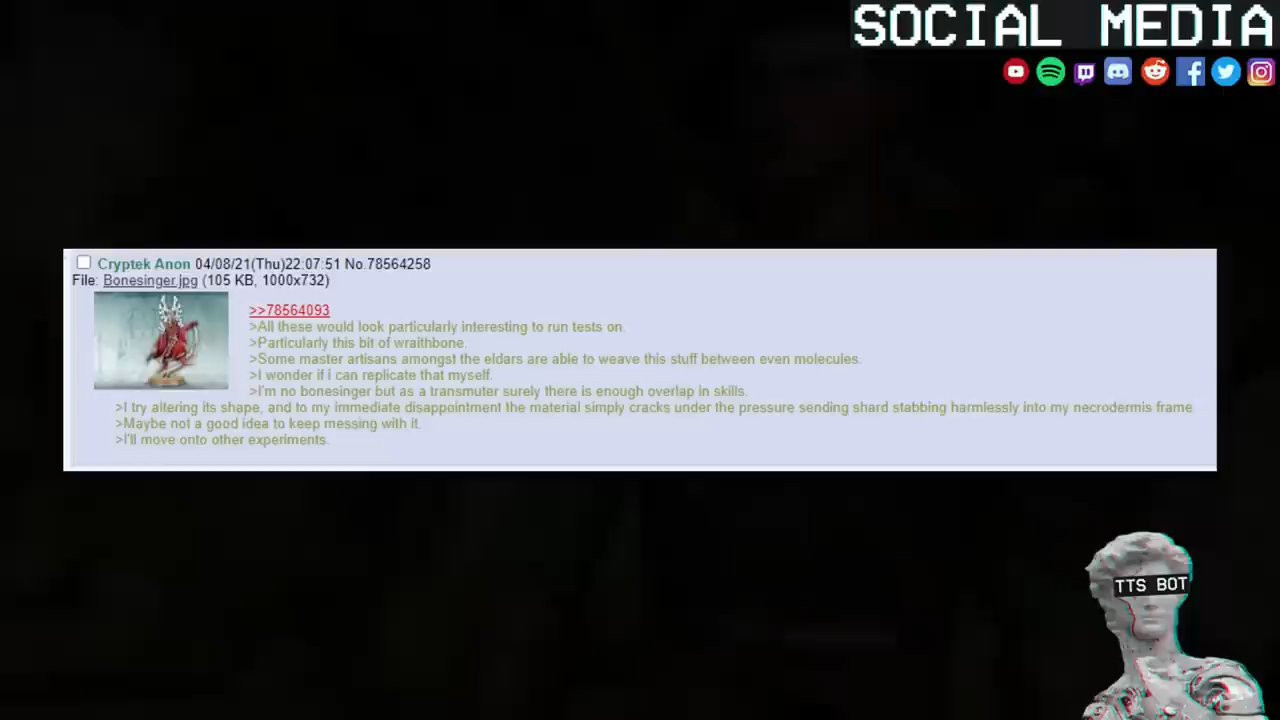 SOCIAL MEDIA
Cryptek Anon 04/08/21(Thu)22:07:51 No.78564258
File: Bonesinger.jpg (105 KB, 1000x732)
>>78564093
>All these would look particularly interesting to run tests on.
>Particularly this bit of wraithbone.
>Some master artisans amongst the eldars are able to weave this stuff between even molecules.
>I wonder if i can replicate that myself.
>I'm no bonesinger but as a transmuter surely there is enough overlap in skills.
>I try altering its shape, and to my immediate disappointment the material simply cracks under the pressure sending shard stabbing harmlessly into my necrodermis frame
>Maybe not a good idea to keep messing with it.
>I'll move onto other experiments.
TTS BOT